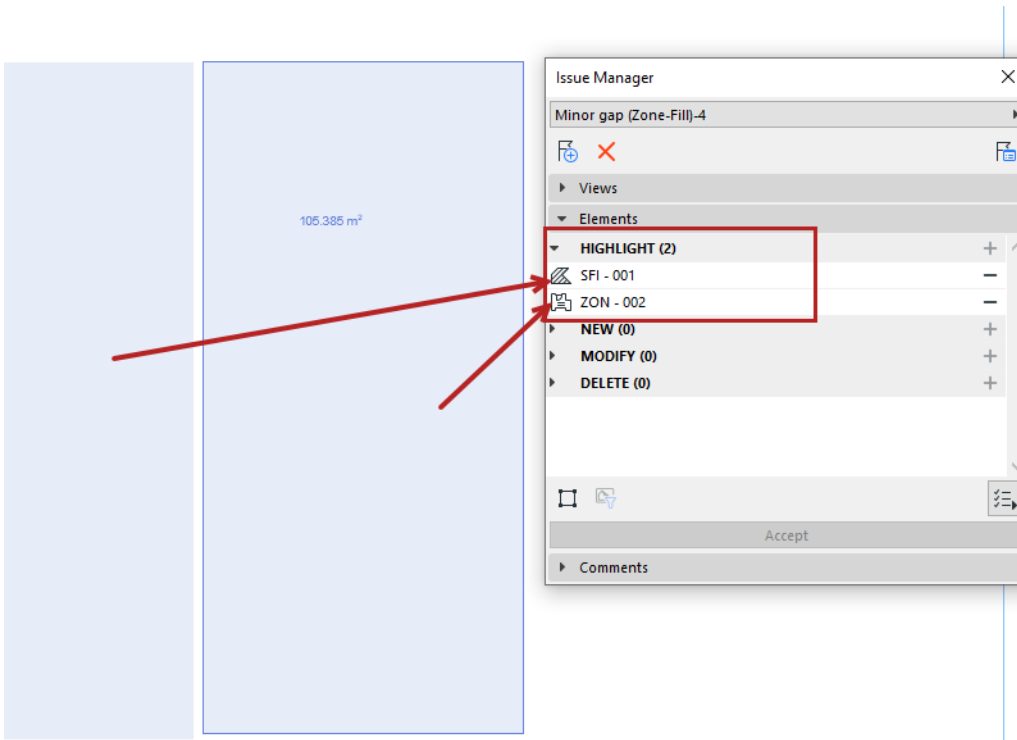 105.385 m²
Issue Manager
Minor gap (Zone-Fill)-4
Views
Elements
HIGHLIGHT (2)
SFI - 001
ZON - 002
NEW (0)
MODIFY (0)
DELETE (0)
Accept
Comments